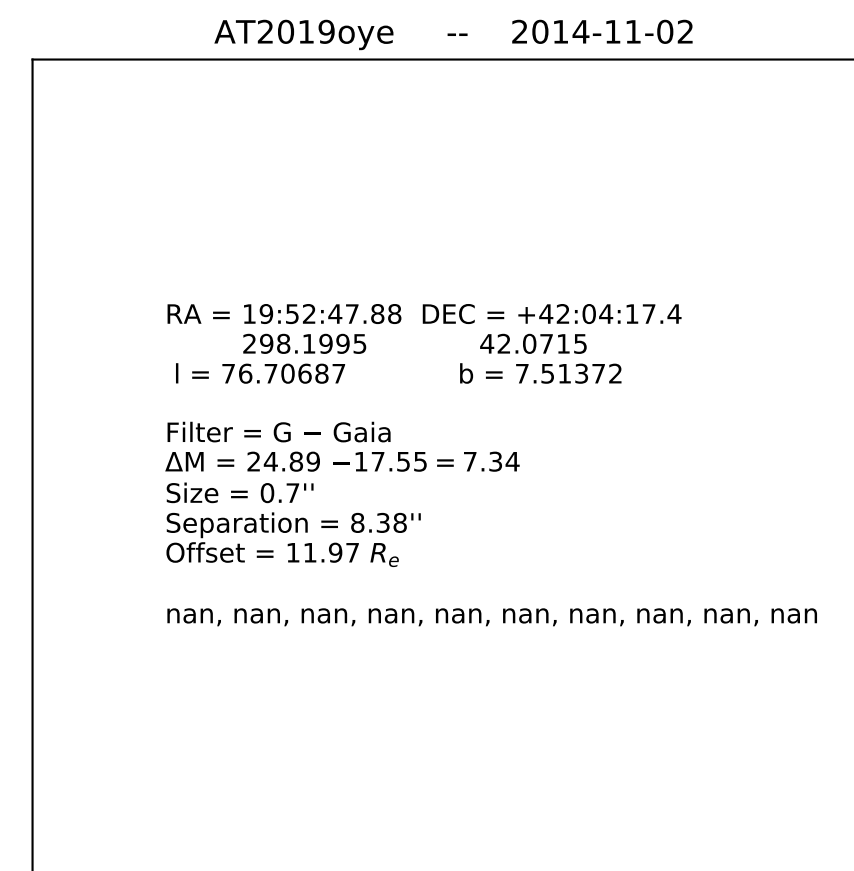 AT2019oye -- 2014-11-02
RA = 19:52:47.88 DEC = +42:04:17.4
298.1995 42.0715
l = 76.70687 b = 7.51372
Filter = G − Gaia
ΔM = 24.89 −17.55 = 7.34
Size = 0.7''
Separation = 8.38''
Offset = 11.97 Rₑ
nan, nan, nan, nan, nan, nan, nan, nan, nan, nan